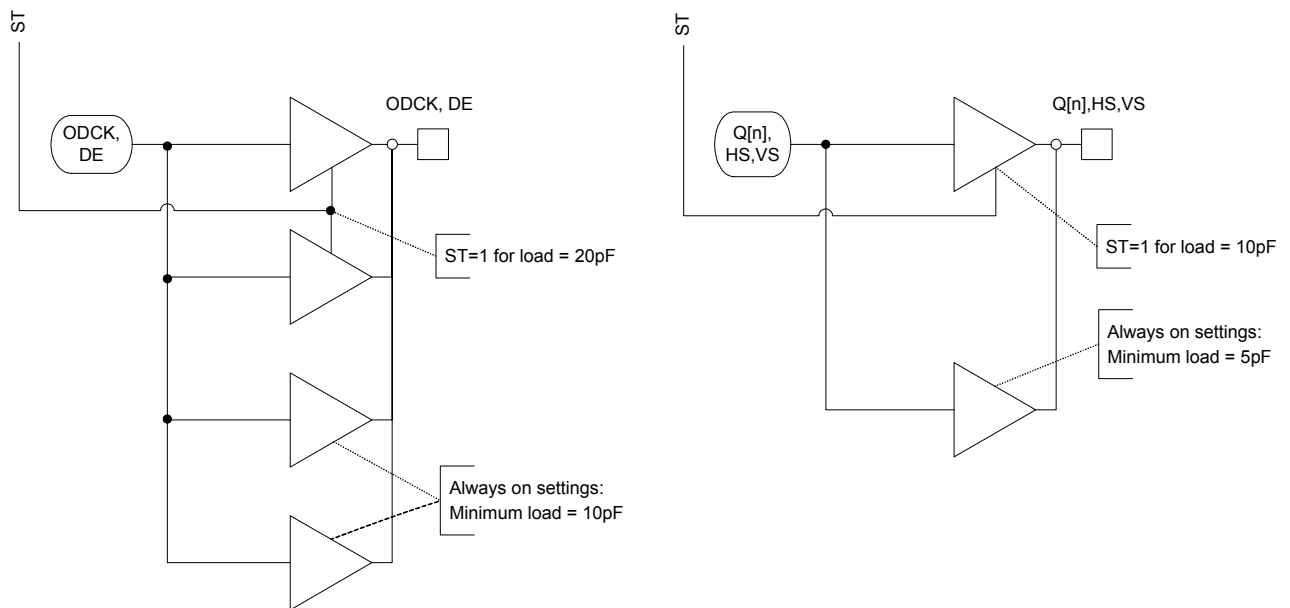 ST
ODCK,
DE
ODCK, DE
ST=1 for load = 20pF
Always on settings:
Minimum load = 10pF
ST
Q[n],
HS,VS
Q[n],HS,VS
ST=1 for load = 10pF
Always on settings:
Minimum load = 5pF